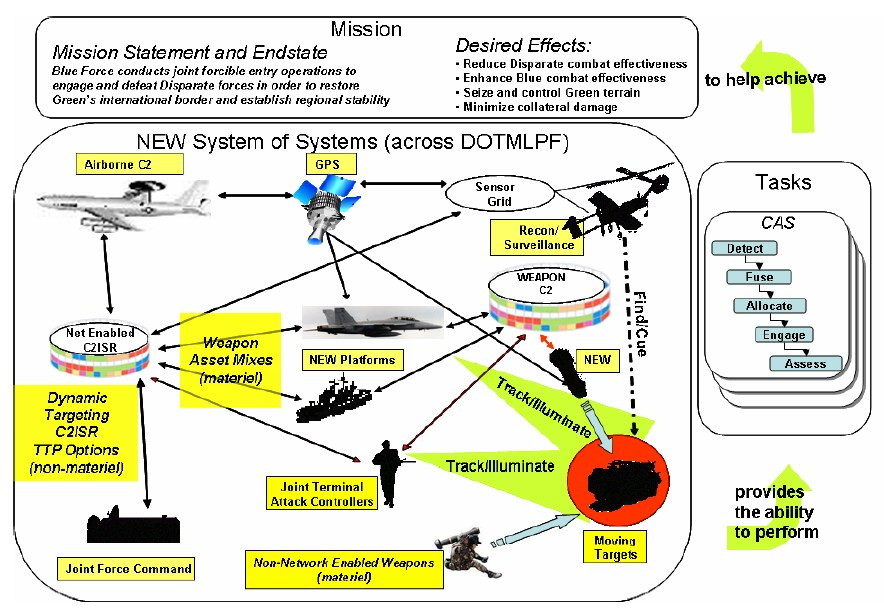 Mission
Mission Statement and Endstate
Blue Force conducts joint forcible entry operations to
engage and defeat Disparate forces in order to restore
Green's international border and establish regional stability
Desired Effects:
• Reduce Disparate combat effectiveness
• Enhance Blue combat effectiveness
• Seize and control Green terrain
• Minimize collateral damage
to help achieve
NEW System of Systems (across DOTMLPF)
Airborne C2
GPS
Sensor
Grid
Recon/
Surveillance
WEAPON
C2
Net Enabled
C2ISR
Weapon
Asset Mixes
(materiel)
NEW Platforms
NEW
Find/Cue
Dynamic
Targeting
C2ISR
TTP Options
(non-materiel)
Track/Illuminate
Track/Illuminate
Joint Terminal
Attack Controllers
Joint Force Command
Non-Network Enabled Weapons
(materiel)
Moving
Targets
Tasks
CAS
Detect
Fuse
Allocate
Engage
Assess
provides
the ability
to perform